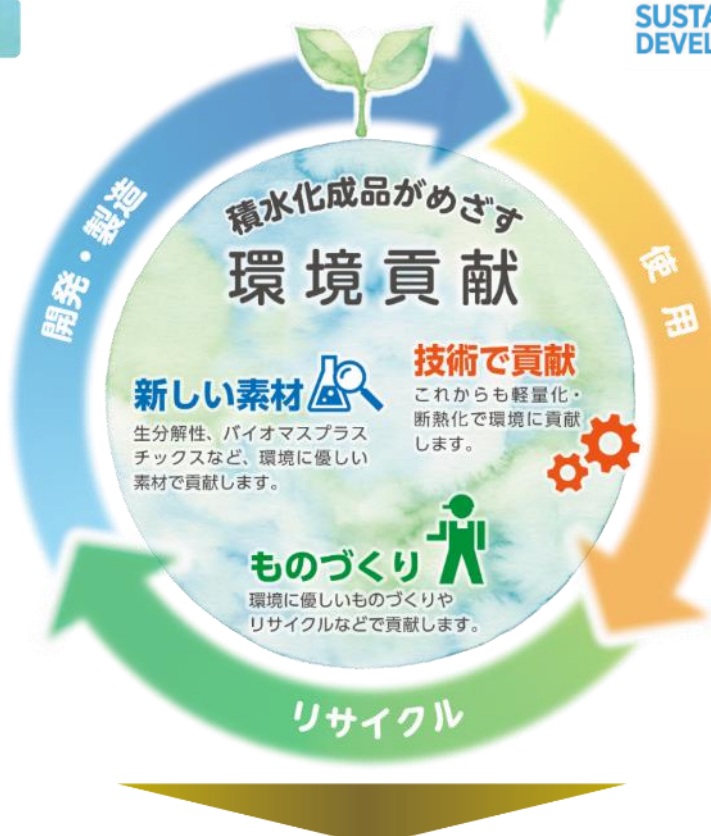 SUSTA
DEVEL
開発・製造
使用
積水化成品がめざす
環境貢献
新しい素材
生分解性、バイオマスプラス
チックスなど、環境に優しい
素材で貢献します。
技術で貢献
これからも軽量化・
断熱化で環境に貢献
します。
ものづくり
環境に優しいものづくりや
リサイクルなどで貢献します。
リサイクル